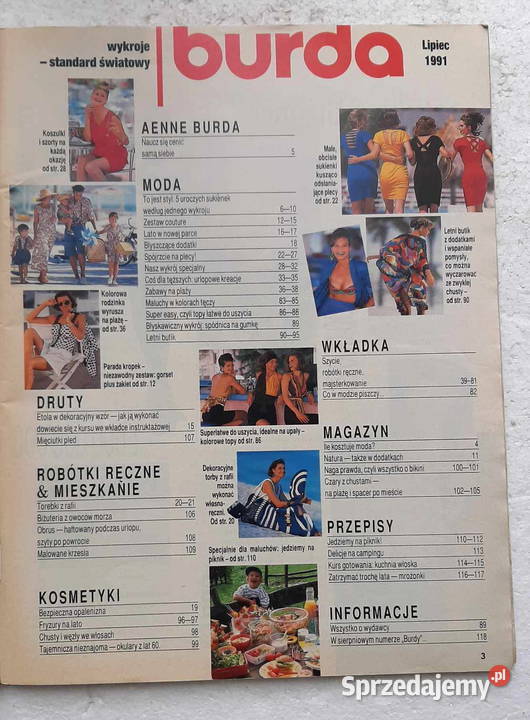 wykroje
– standard światowy
burda
Lipiec
1991
Koszulki
i szorty na
każdą
okazję
od str. 28
AENNE BURDA
Naucz się cenić
samą siebie 5
MODA
To jest styl: 5 uroczych sukienek
według jednego wykroju 6—10
Zestaw couture 12—15
Lato w nowej parce 16—17
Błyszczące dodatki 18
Spójrzcie na plecy! 22—27
Nasz wykrój specjalny 28—32
Coś dla tęższych: urlopowe kreacje 33—35
Zabawy na plaży 36—38
Maluchy w kolorach tęczy 83—85
Super easy, czyli topy łatwe do uszycia 86—88
Błyskawiczny wykrój: spódnica na gumkę 89
Letni butik 90—95
Małe,
obcisłe
sukienki
kusząco
odsłania-
jące plecy
od str. 22
Letni butik
z dodatkami
i wspaniałe
pomysły,
co można
wyczarować
ze zwykłej
chusty –
od str. 90
Kolorowa
rodzinka
wyrusza
na plażę –
od str. 36
Parada kropek –
niezawodny zestaw: gorset
plus żakiet od str. 12
DRUTY
Etola w dekoracyjny wzór — jak ją wykonać
dowiecie się z kursu we wkładce instruktażowej 15
Mięciutki pled 107
Superłatwe do uszycia, idealne na upały –
kolorowe topy od str. 86
WKŁADKA
Szycie,
robótki ręczne,
majsterkowanie 39–81
Co w modzie piszczy 82
ROBÓTKI RĘCZNE
& MIESZKANIE
Torebki z rafii 20—21
Biżuteria z owoców morza 106
Obrus — haftowany podczas urlopu,
szyty po powrocie 108
Malowane krzesła 109
Dekoracyjne
torby z rafii
można
wykonać
własno-
ręcznie.
Od str. 20
MAGAZYN
Ile kosztuje moda? 4
Natura — także w dodatkach 11
Naga prawda, czyli wszystko o bikini 100—101
Czary z chustami —
na plażę i spacer po mieście 102—105
Specjalnie dla maluchów: jedziemy na
piknik – od str. 110
PRZEPISY
Jedziemy na piknik! 110—112
Delicje na campingu 113
Kurs gotowania: kuchnia włoska 114—115
Zatrzymać trochę lata — mrożonki 116—117
KOSMETYKI
Bezpieczna opalenizna 19
Fryzury na lato 96—97
Chusty i węzły we włosach 98
Tajemnicza nieznajoma — okulary z lat 60. 99
INFORMACJE
Wszystko o wydawcy 89
W sierpniowym numerze „Burdy”... 118
3
Sprzedajemy.pl